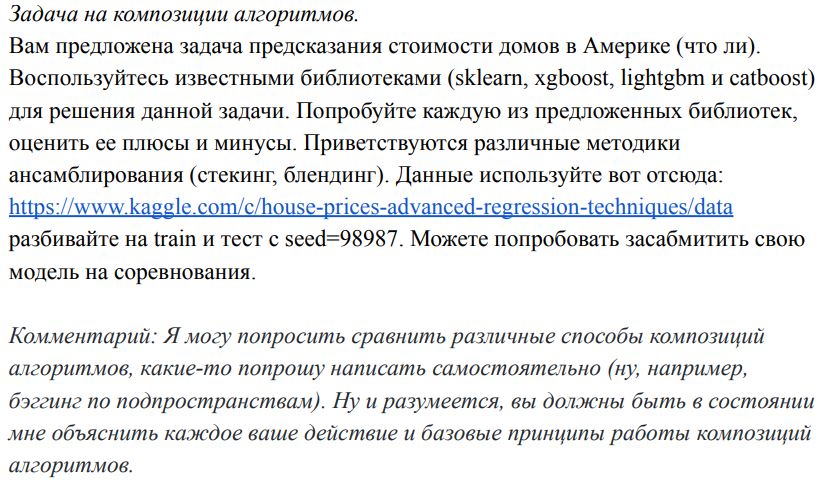 Задача на композиции алгоритмов.
Вам предложена задача предсказания стоимости домов в Америке (что ли).
Воспользуйтесь известными библиотеками (sklearn, xgboost, lightgbm и catboost)
для решения данной задачи. Попробуйте каждую из предложенных библиотек,
оценить ее плюсы и минусы. Приветствуются различные методики
ансамблирования (стекинг, блендинг). Данные используйте вот отсюда:
https://www.kaggle.com/c/house-prices-advanced-regression-techniques/data
разбивайте на train и тест с seed=98987. Можете попробовать засабмитить свою
модель на соревнования.
Комментарий: Я могу попросить сравнить различные способы композиций
алгоритмов, какие-то попрошу написать самостоятельно (ну, например,
бэггинг по подпространствам). Ну и разумеется, вы должны быть в состоянии
мне объяснить каждое ваше действие и базовые принципы работы композиций
алгоритмов.